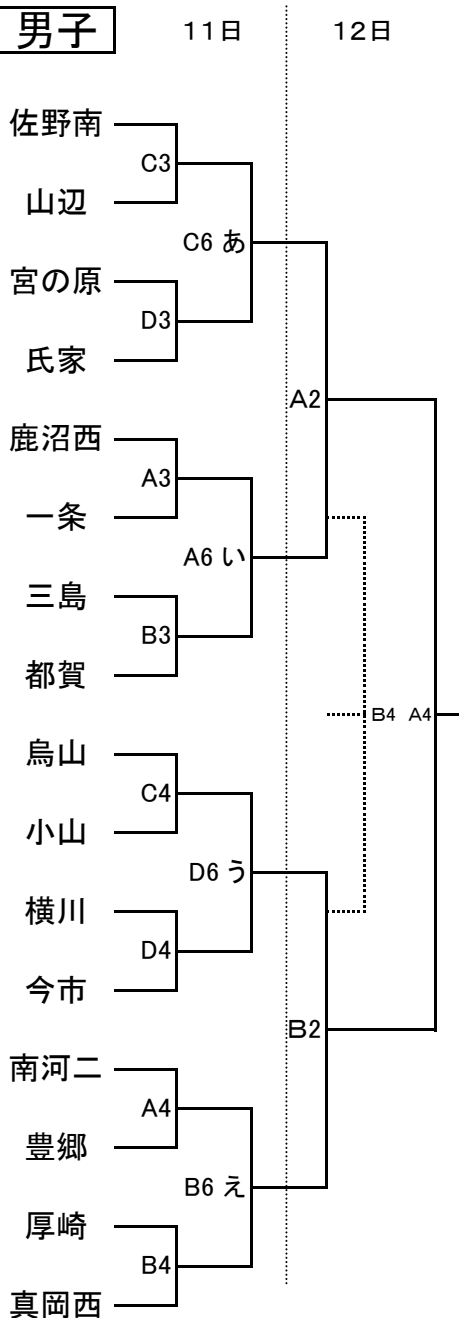 男子 11日 12日
佐野南
C3
山辺
C6 あ
宮の原
D3
氏家
A2
鹿沼西
A3
一条
A6 い
三島
B3
都賀
B4 A4
烏山
C4
小山
D6 う
横川
D4
今市
B2
南河二
A4
豊郷
B6 え
厚崎
B4
真岡西